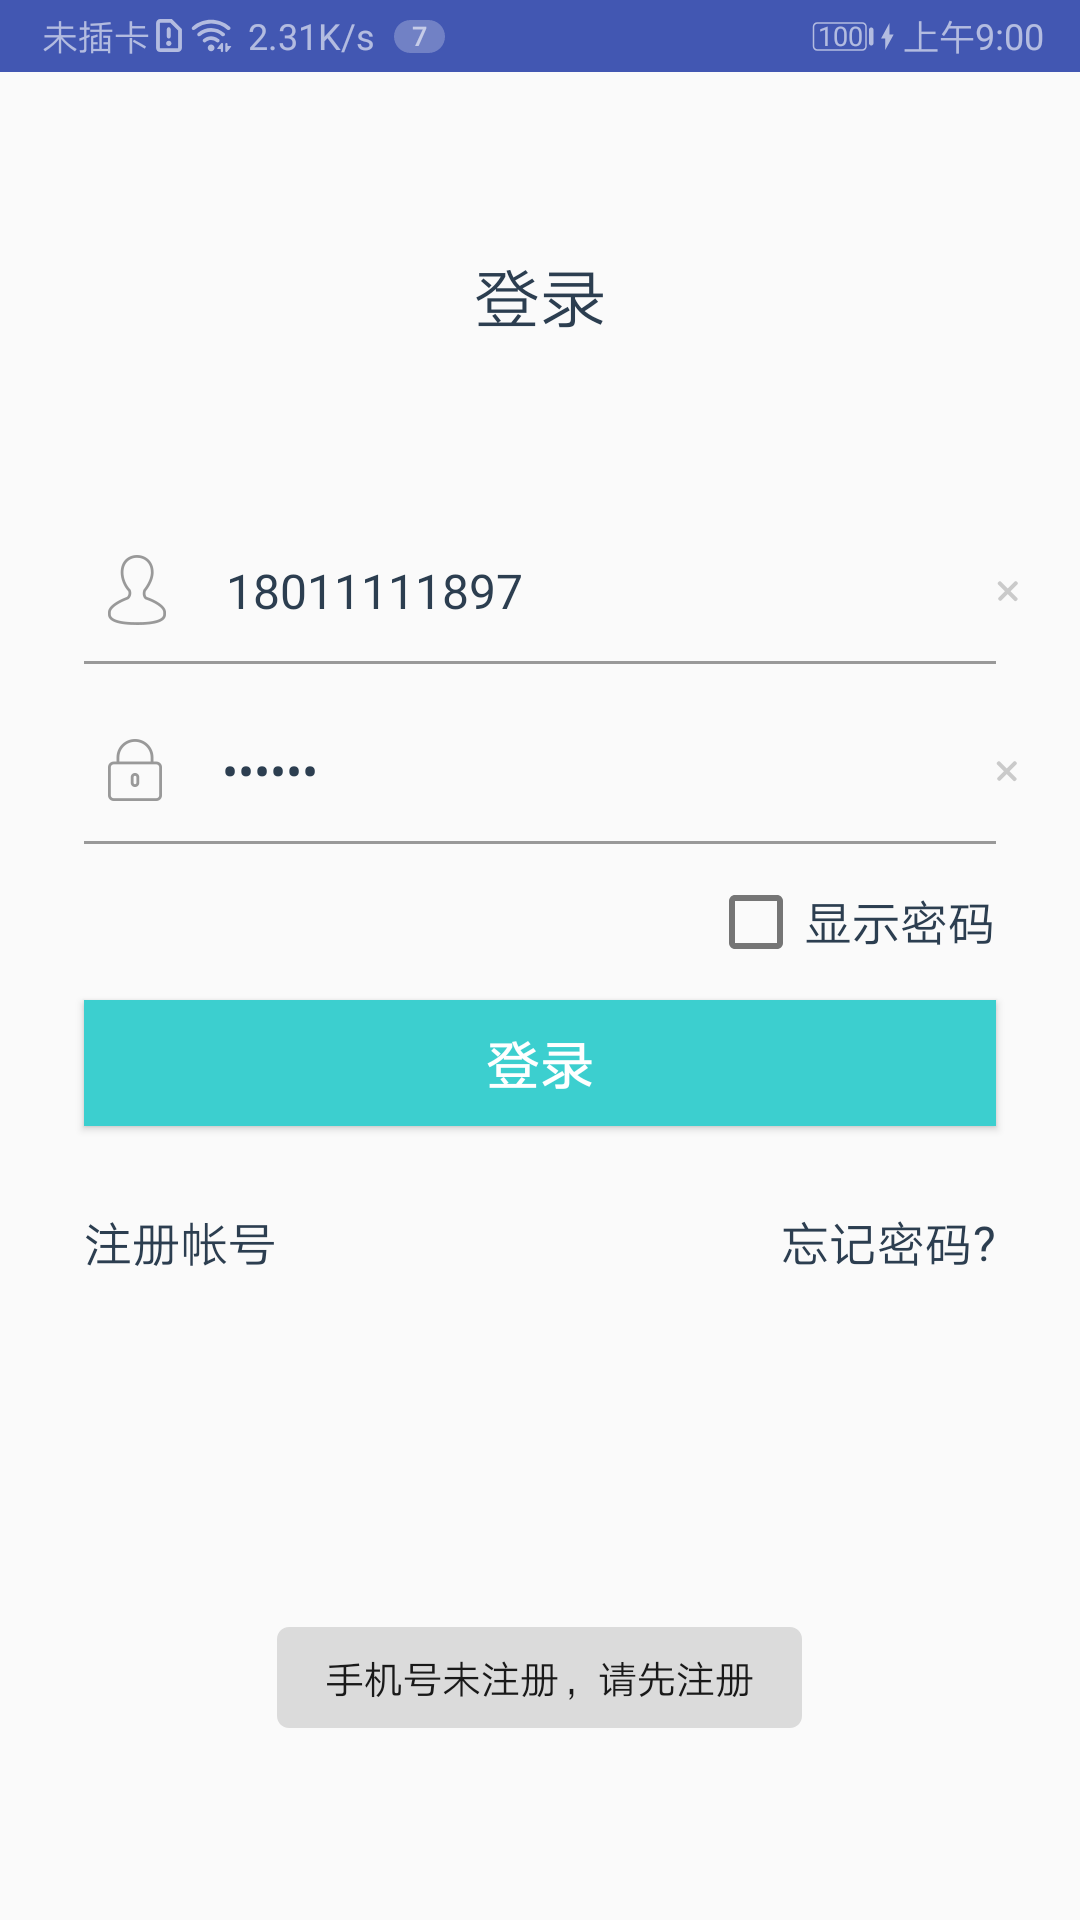 未插卡 2.31K/s 7 100 上午9:00
登录
18011111897
••••••
显示密码
登录
注册帐号 忘记密码?
手机号未注册，请先注册